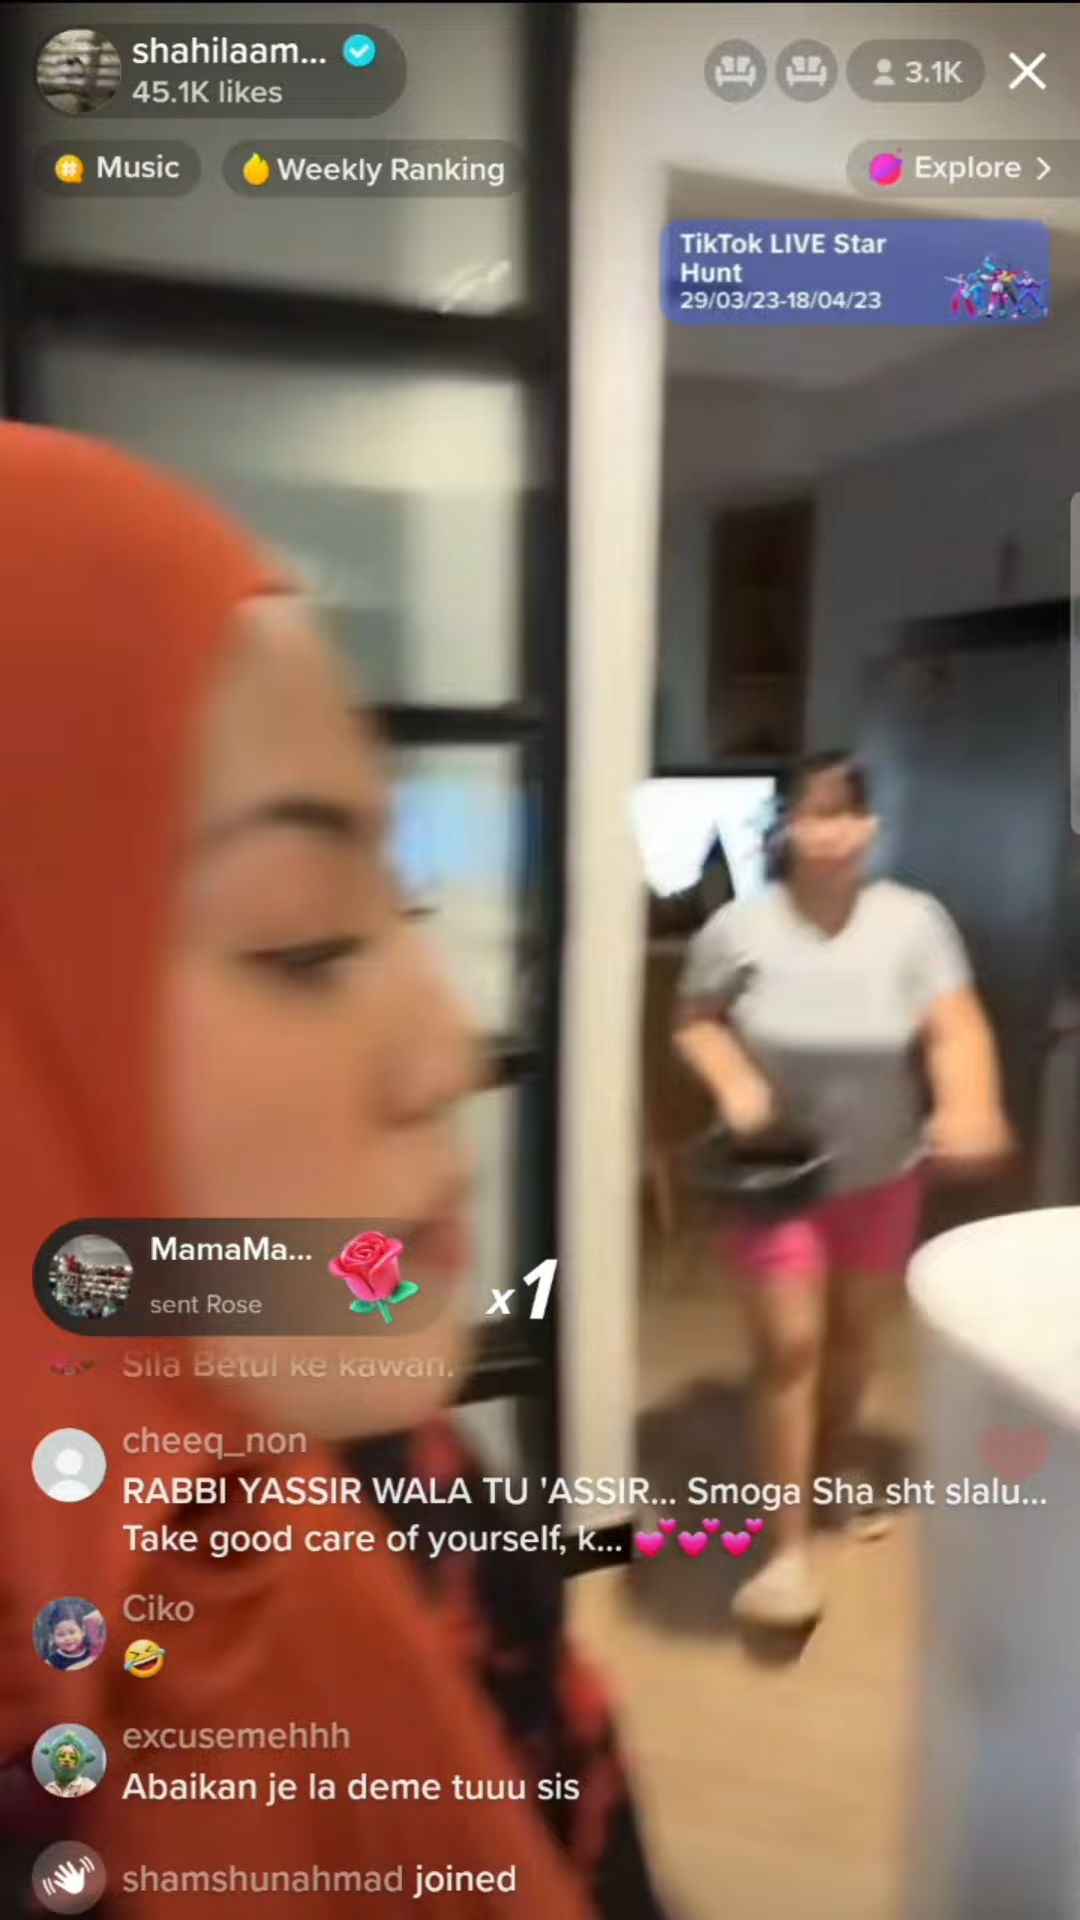 shahilaam...
45.1K likes
3.1K
Music
Weekly Ranking
Explore >
TikTok LIVE Star
Hunt
29/03/23-18/04/23
MamaMa...
sent Rose
x1
Sila Betul ke kawan.
cheeq_non
RABBI YASSIR WALA TU 'ASSIR... Smoga Sha sht slalu...
Take good care of yourself, k... 💕💕💕
Ciko
🤣
excusemehhh
Abaikan je la deme tuuu sis
shamshunahmad joined